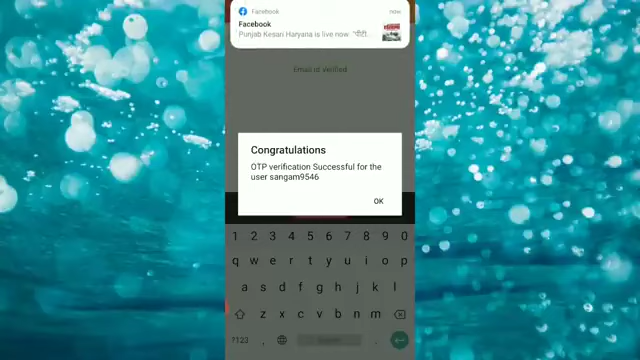 Facebook
now
Facebook
Punjab Kesari Haryana is live now:
Email id Verified
Congratulations
OTP verification Successful for the
user sangam9546
OK
1 2 3 4 5 6 7 8 9 0
q w e r t y u i o p
a s d f g h j k l
z x c v b n m
?123 , .